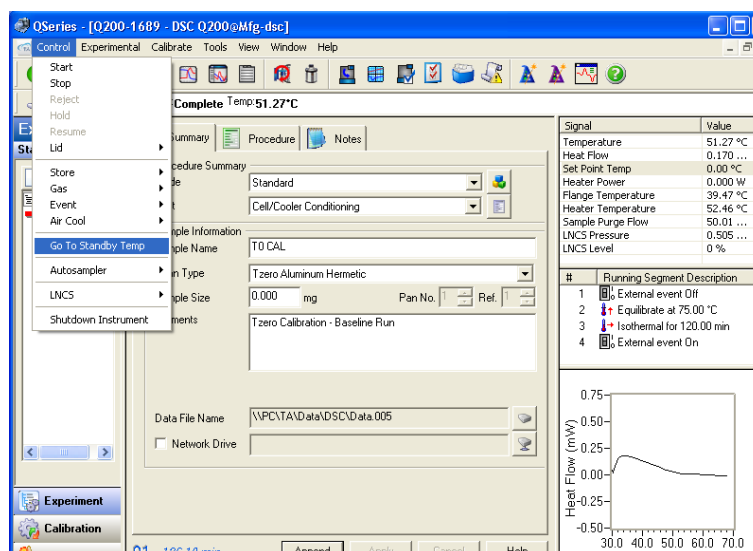 QSeries - [Q200-1689 - DSC Q200@Mfg-dsc]
Control Experimental Calibrate Tools View Window Help
Start
Stop
Reject
Hold
Resume
Lid
Store
Gas
Event
Air Cool
Go To Standby Temp
Autosampler
LNCS
Shutdown Instrument
Complete Temp: 51.27°C
Summary Procedure Notes
Procedure Summary
Standard
Cell/Cooler Conditioning
Sample Information
Sample Name T0 CAL
Pan Type Tzero Aluminum Hermetic
Sample Size 0.000 mg Pan No. 1 Ref. 1
Comments Tzero Calibration - Baseline Run
Data File Name \\PC\TA\Data\DSC\Data.005
Network Drive
Append Apply Cancel Help
Experiment
Calibration
Signal Value
Temperature 51.27 °C
Heat Flow 0.170 ...
Set Point Temp 0.00 °C
Heater Power 0.000 W
Flange Temperature 39.47 °C
Heater Temperature 52.46 °C
Sample Purge Flow 50.01 ...
LNCS Pressure 0.505 ...
LNCS Level 0 %
# Running Segment Description
1 External event Off
2 Equilibrate at 75.00 °C
3 Isothermal for 120.00 min
4 External event On
Heat Flow (mW)
0.75
0.50
0.25
0.00
-0.25
-0.50
30.0 40.0 50.0 60.0 70.0